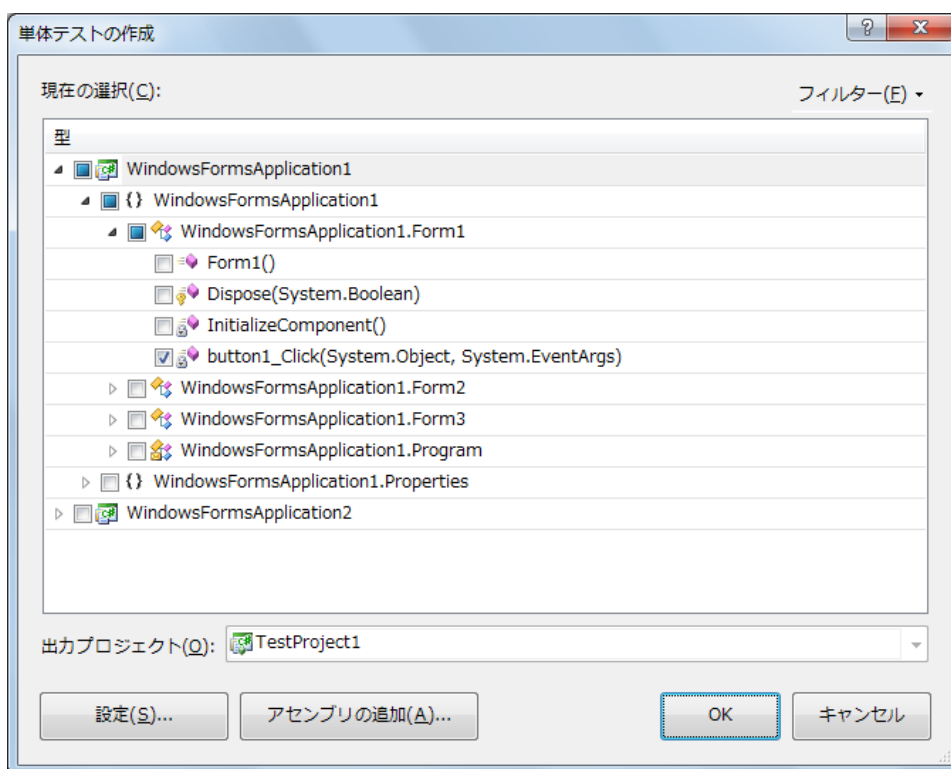 単体テストの作成
現在の選択(C):
フィルター(F)
型
WindowsFormsApplication1
{} WindowsFormsApplication1
WindowsFormsApplication1.Form1
Form1()
Dispose(System.Boolean)
InitializeComponent()
button1_Click(System.Object, System.EventArgs)
WindowsFormsApplication1.Form2
WindowsFormsApplication1.Form3
WindowsFormsApplication1.Program
{} WindowsFormsApplication1.Properties
WindowsFormsApplication2
出力プロジェクト(O): TestProject1
設定(S)... アセンブリの追加(A)... OK キャンセル